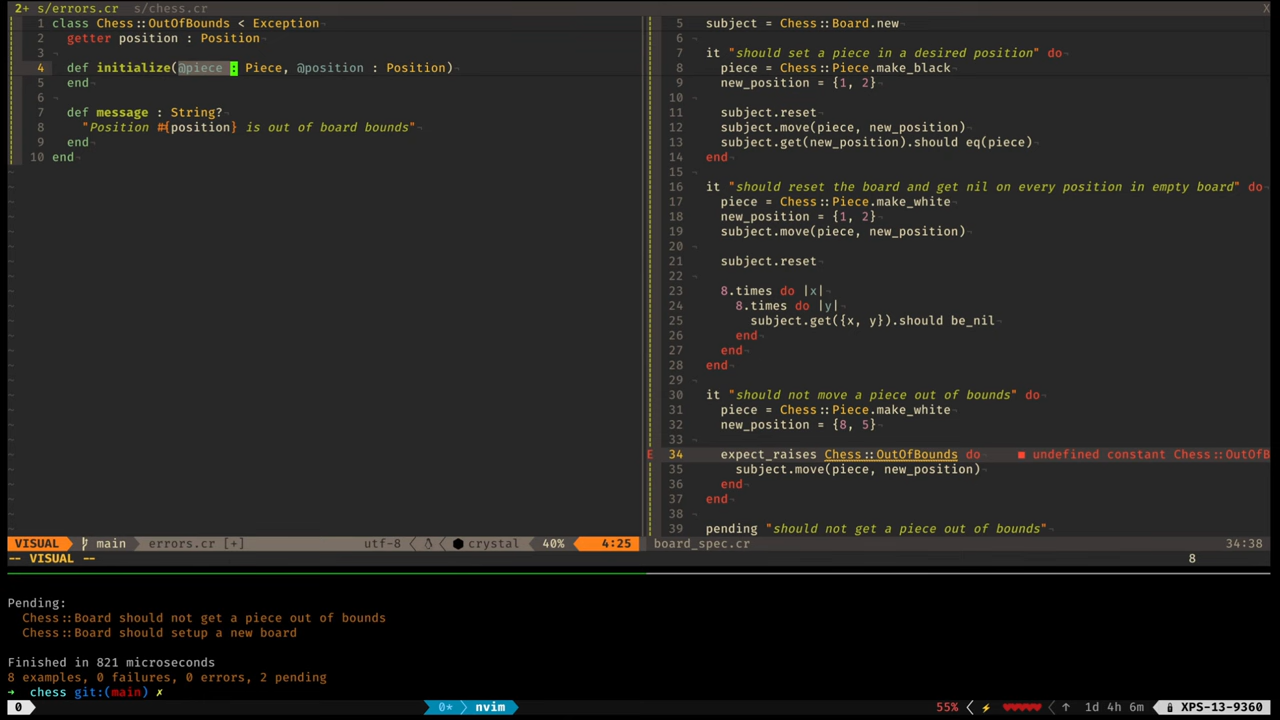 2+ s/errors.cr  s/chess.cr X
1 class Chess::OutOfBounds < Exception
2 getter position : Position
3
4 def initialize(@piece : Piece, @position : Position)
5 end
6
7 def message : String?
8 "Position #{position} is out of board bounds"
9 end
10 end
VISUAL main errors.cr [+] utf-8 crystal 40% 4:25
5 subject = Chess::Board.new
6
7 it "should set a piece in a desired position" do
8 piece = Chess::Piece.make_black
9 new_position = {1, 2}
10
11 subject.reset
12 subject.move(piece, new_position)
13 subject.get(new_position).should eq(piece)
14 end
15
16 it "should reset the board and get nil on every position in empty board" do
17 piece = Chess::Piece.make_white
18 new_position = {1, 2}
19 subject.move(piece, new_position)
20
21 subject.reset
22
23 8.times do |x|
24 8.times do |y|
25 subject.get({x, y}).should be_nil
26 end
27 end
28 end
29
30 it "should not move a piece out of bounds" do
31 piece = Chess::Piece.make_white
32 new_position = {8, 5}
33
E 34 expect_raises Chess::OutOfBounds do ■ undefined constant Chess::OutOfB
35 subject.move(piece, new_position)
36 end
37 end
38
39 pending "should not get a piece out of bounds"
board_spec.cr 34:38
-- VISUAL -- 8
Pending:
Chess::Board should not get a piece out of bounds
Chess::Board should setup a new board
Finished in 821 microseconds
8 examples, 0 failures, 0 errors, 2 pending
→ chess git:(main) ✗
0 0* nvim 55% ⚡ ♥♥♥♥♥ ↑ 1d 4h 6m XPS-13-9360